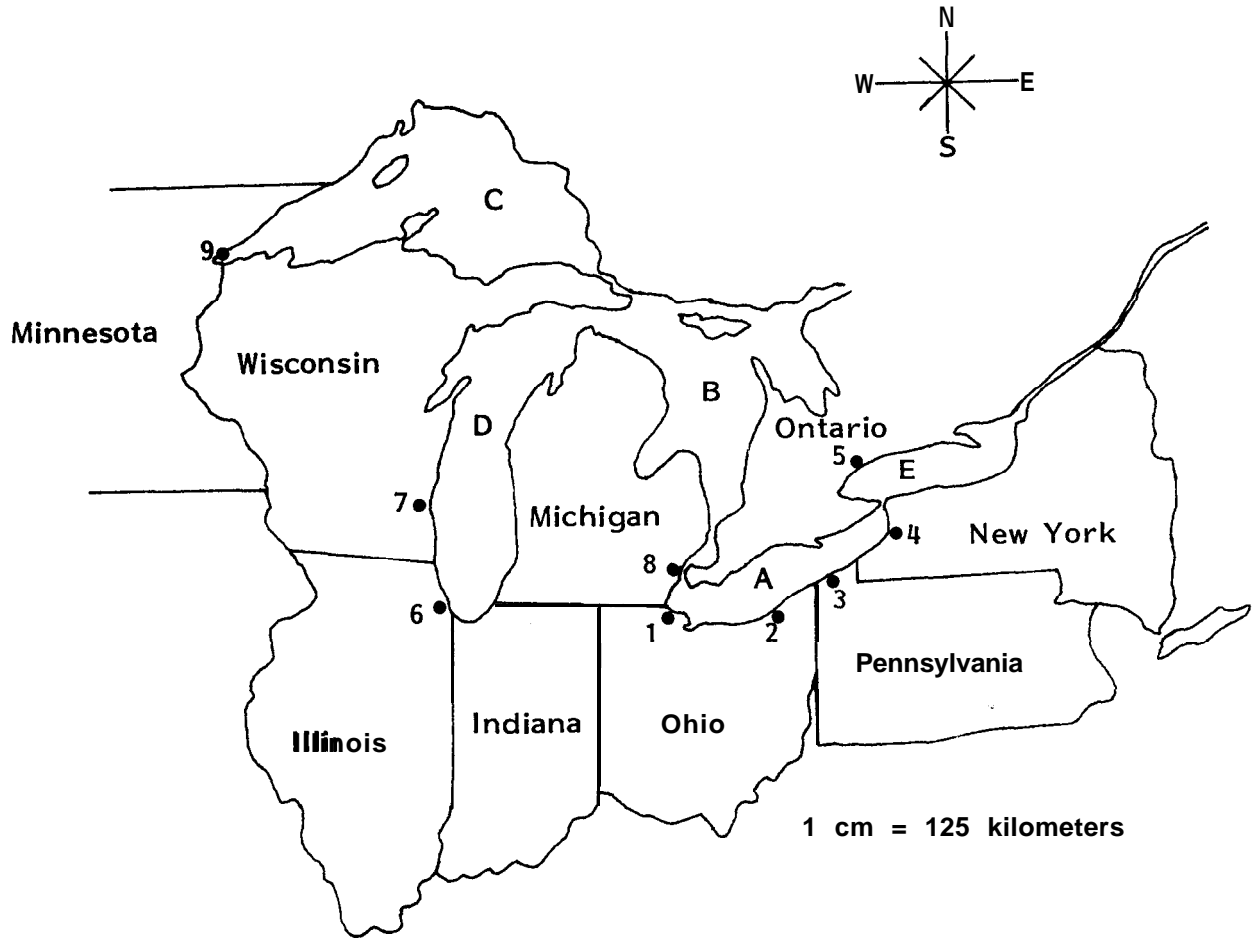 N
W E
S
C
9
Minnesota
Wisconsin
B
D
Ontario
5
E
7
Michigan
4
New York
8
A
3
6
1
2
Pennsylvania
Indiana
Ohio
Illinois
1 cm = 125 kilometers